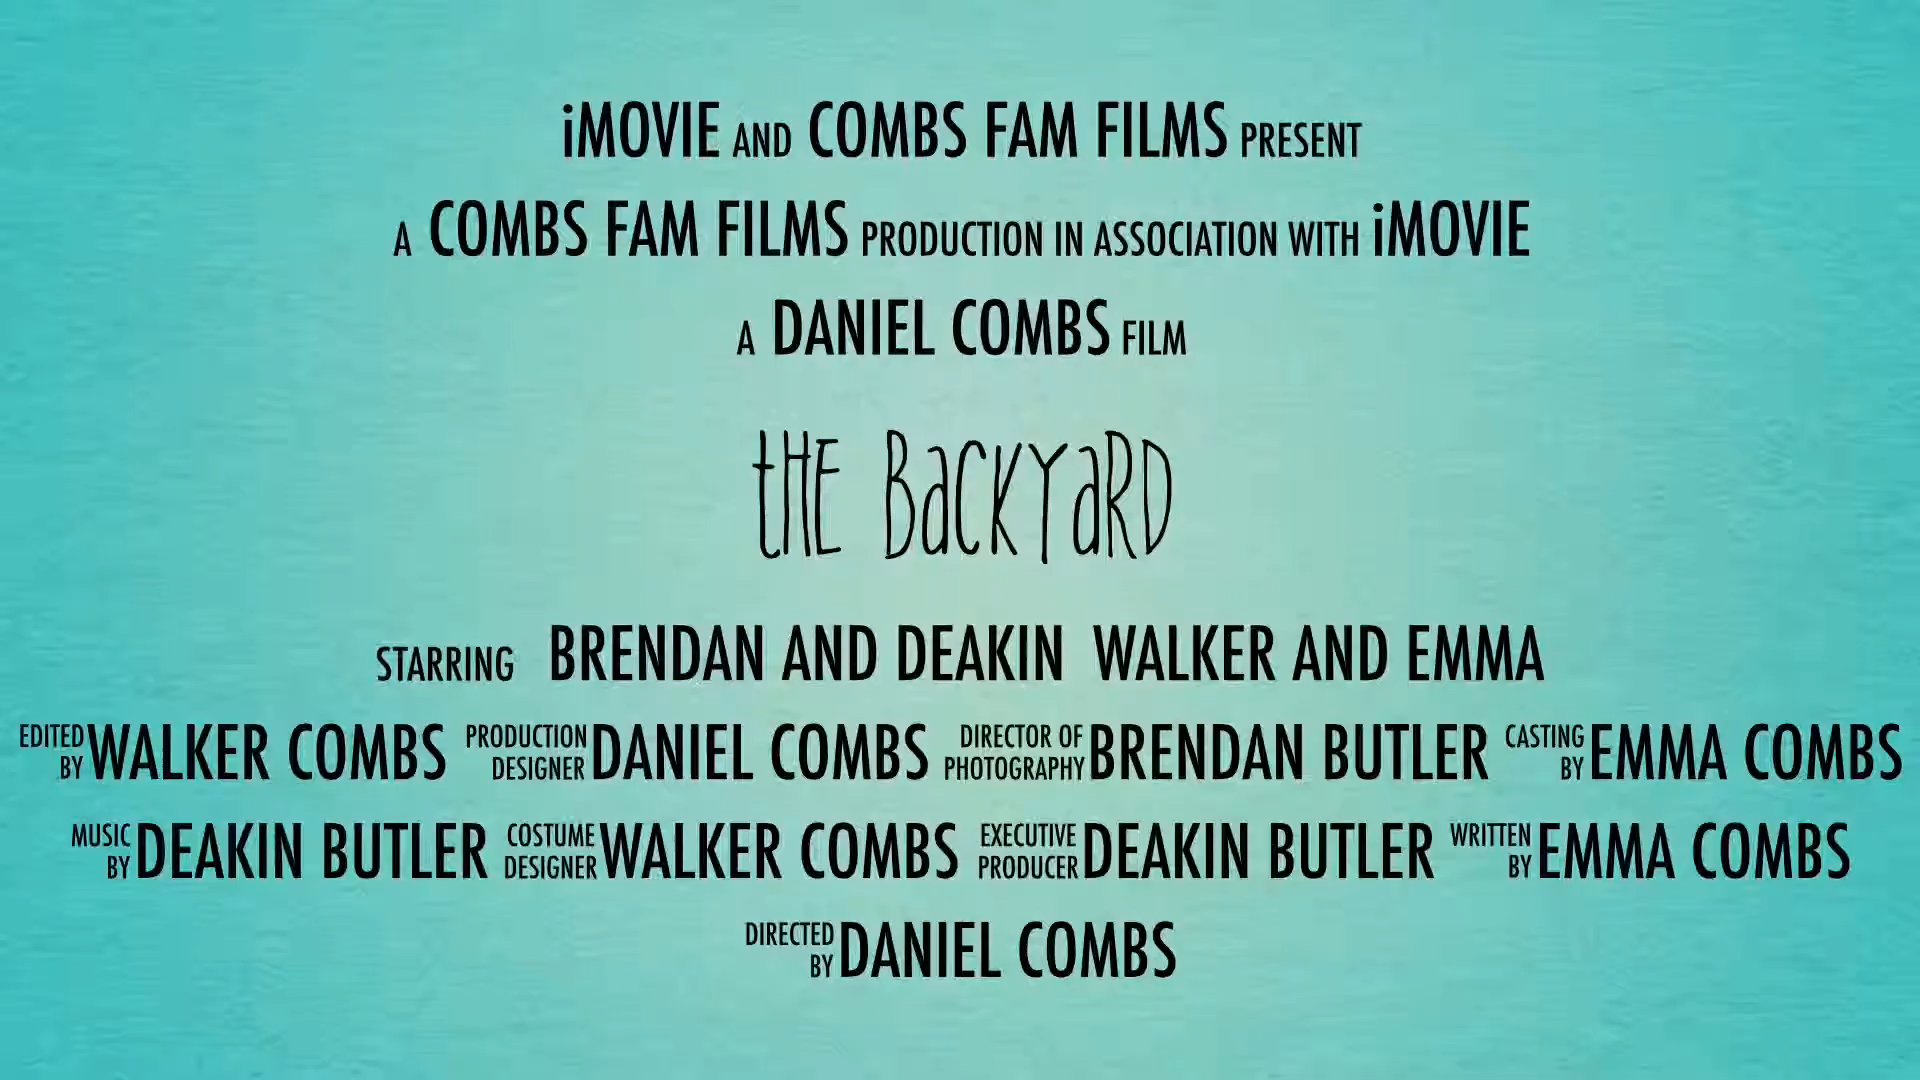 iMOVIE AND COMBS FAM FILMS PRESENT
A COMBS FAM FILMS PRODUCTION IN ASSOCIATION WITH iMOVIE
A DANIEL COMBS FILM
tHE BaCKYaRD
STARRING BRENDAN AND DEAKIN WALKER AND EMMA
EDITED BY WALKER COMBS PRODUCTION DESIGNER DANIEL COMBS DIRECTOR OF PHOTOGRAPHY BRENDAN BUTLER CASTING BY EMMA COMBS
MUSIC BY DEAKIN BUTLER COSTUME DESIGNER WALKER COMBS EXECUTIVE PRODUCER DEAKIN BUTLER WRITTEN BY EMMA COMBS
DIRECTED BY DANIEL COMBS